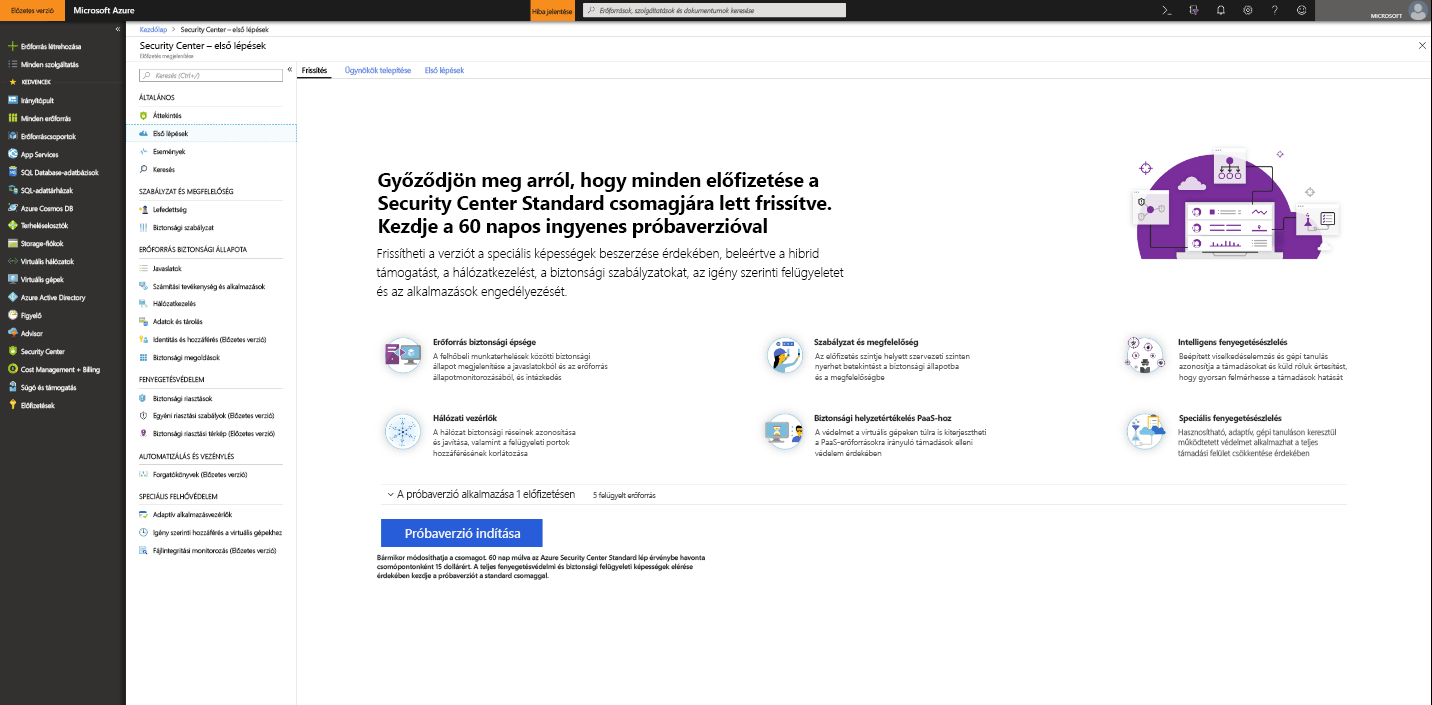 Előzetes verzió
Microsoft Azure
Hiba jelentése
Erőforrások, szolgáltatások és dokumentumok keresése
MICROSOFT
Erőforrás létrehozása
Minden szolgáltatás
KEDVENCEK
Irányítópult
Minden erőforrás
Erőforráscsoportok
App Services
SQL Database-adatbázisok
SQL-adattárházak
Azure Cosmos DB
Terheléselosztók
Storage-fiókok
Virtuális hálózatok
Virtuális gépek
Azure Active Directory
Figyelő
Advisor
Security Center
Cost Management + Billing
Súgó és támogatás
Előfizetések
Kezdőlap > Security Center – első lépések
Security Center – első lépések
Előfizetés megjelenítése
Keresés (Ctrl+/)
ÁLTALÁNOS
Áttekintés
Első lépések
Események
Keresés
SZABÁLYZAT ÉS MEGFELELŐSÉG
Lefedettség
Biztonsági szabályzat
ERŐFORRÁS BIZTONSÁGI ÁLLAPOTA
Javaslatok
Számítási tevékenység és alkalmazások
Hálózatkezelés
Adatok és tárolás
Identitás és hozzáférés (Előzetes verzió)
Biztonsági megoldások
FENYEGETÉSVÉDELEM
Biztonsági riasztások
Egyéni riasztási szabályok (Előzetes verzió)
Biztonsági riasztási térkép (Előzetes verzió)
AUTOMATIZÁLÁS ÉS VEZÉNYLÉS
Forgatókönyvek (Előzetes verzió)
SPECIÁLIS FELHŐVÉDELEM
Adaptív alkalmazásvezérlők
Igény szerinti hozzáférés a virtuális gépekhez
Fájlintegritási monitorozás (Előzetes verzió)
Frissítés
Ügynökök telepítése
Első lépések
Győződjön meg arról, hogy minden előfizetése a
Security Center Standard csomagjára lett frissítve.
Kezdje a 60 napos ingyenes próbaverzióval
Frissítheti a verziót a speciális képességek beszerzése érdekében, beleértve a hibrid
támogatást, a hálózatkezelést, a biztonsági szabályzatokat, az igény szerinti felügyeletet
és az alkalmazások engedélyezését.
Erőforrás biztonsági épsége
A felhőbeli munkaterhelések közötti biztonsági
állapot megjelenítése a javaslatokból és az erőforrás
állapotmonitorozásából, és intézkedés
Szabályzat és megfelelőség
Az előfizetés szintje helyett szervezeti szinten
nyerhet betekintést a biztonsági állapotba
és a megfelelőségbe
Intelligens fenyegetésészlelés
Beépített viselkedéselemzés és gépi tanulás
azonosítja a támadásokat és küld róluk értesítést,
hogy gyorsan felmérhesse a támadások hatását
Hálózati vezérlők
A hálózat biztonsági réseinek azonosítása
és javítása, valamint a felügyeleti portok
hozzáférésének korlátozása
Biztonsági helyzetértékelés PaaS-hoz
A védelmet a virtuális gépeken túlra is kiterjesztheti
a PaaS-erőforrásokra irányuló támadások elleni
védelem érdekében
Speciális fenyegetésészlelés
Hasznosítható, adaptív, gépi tanuláson keresztül
működtetett védelmet alkalmazhat a teljes
támadási felület csökkentése érdekében
A próbaverzió alkalmazása 1 előfizetésen
5 felügyelt erőforrás
Próbaverzió indítása
Bármikor módosíthatja a csomagot. 60 nap múlva az Azure Security Center Standard lép érvénybe havonta
csomópontonként 15 dollárért. A teljes fenyegetésvédelmi és biztonsági felügyeleti képességek elérése
érdekében kezdje a próbaverziót a standard csomaggal.